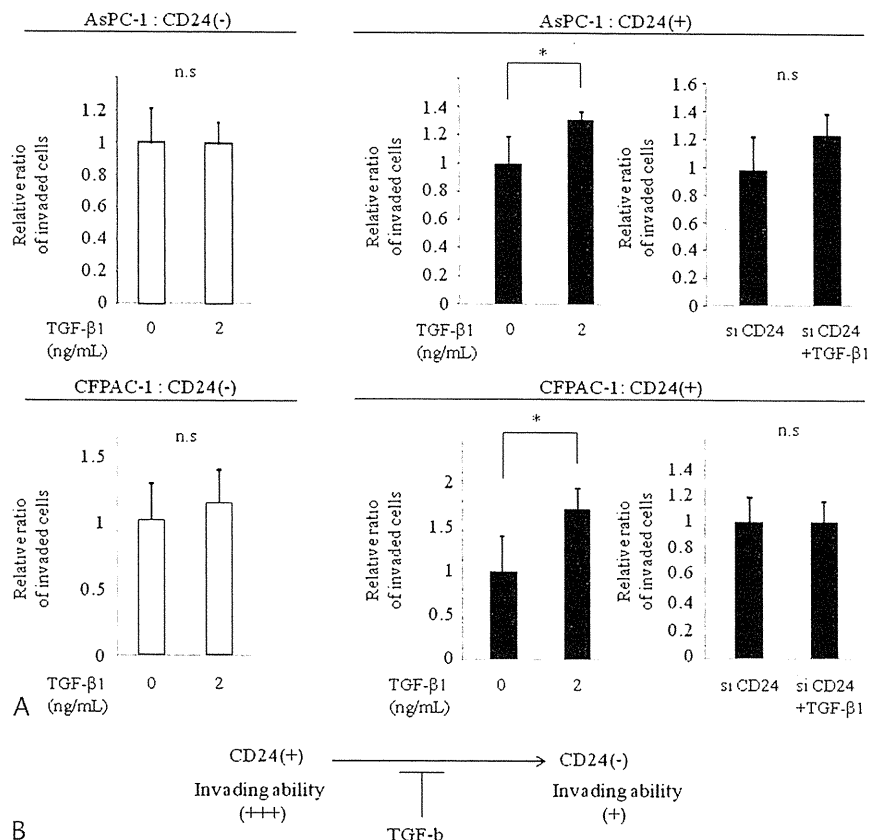 AsPC-1 : CD24(-)
n.s
1.2
1
0.8
0.6
0.4
0.2
0
Relative ratio
of invaded cells
TGF-β1
(ng/mL)
0
2
AsPC-1 : CD24(+)
*
1.4
1.2
1
0.8
0.6
0.4
0.2
0
Relative ratio
of invaded cells
TGF-β1
(ng/mL)
0
2
n.s
1.6
1.4
1.2
1
0.8
0.6
0.4
0.2
0
Relative ratio
of invaded cells
si CD24
si CD24
+TGF-β1
CFPAC-1 : CD24(-)
n.s
1.5
1
0.5
0
Relative ratio
of invaded cells
TGF-β1
(ng/mL)
0
2
CFPAC-1: CD24(+)
*
2
1.5
1
0.5
0
Relative ratio
of invaded cells
TGF-β1
(ng/mL)
0
2
n.s
1.4
1.2
1
0.8
0.6
0.4
0.2
0
Relative ratio
of invaded cells
si CD24
si CD24
+TGF-β1
A
CD24(+)
CD24(-)
Invading ability
(+++)
Invading ability
(+)
TGF-b
B